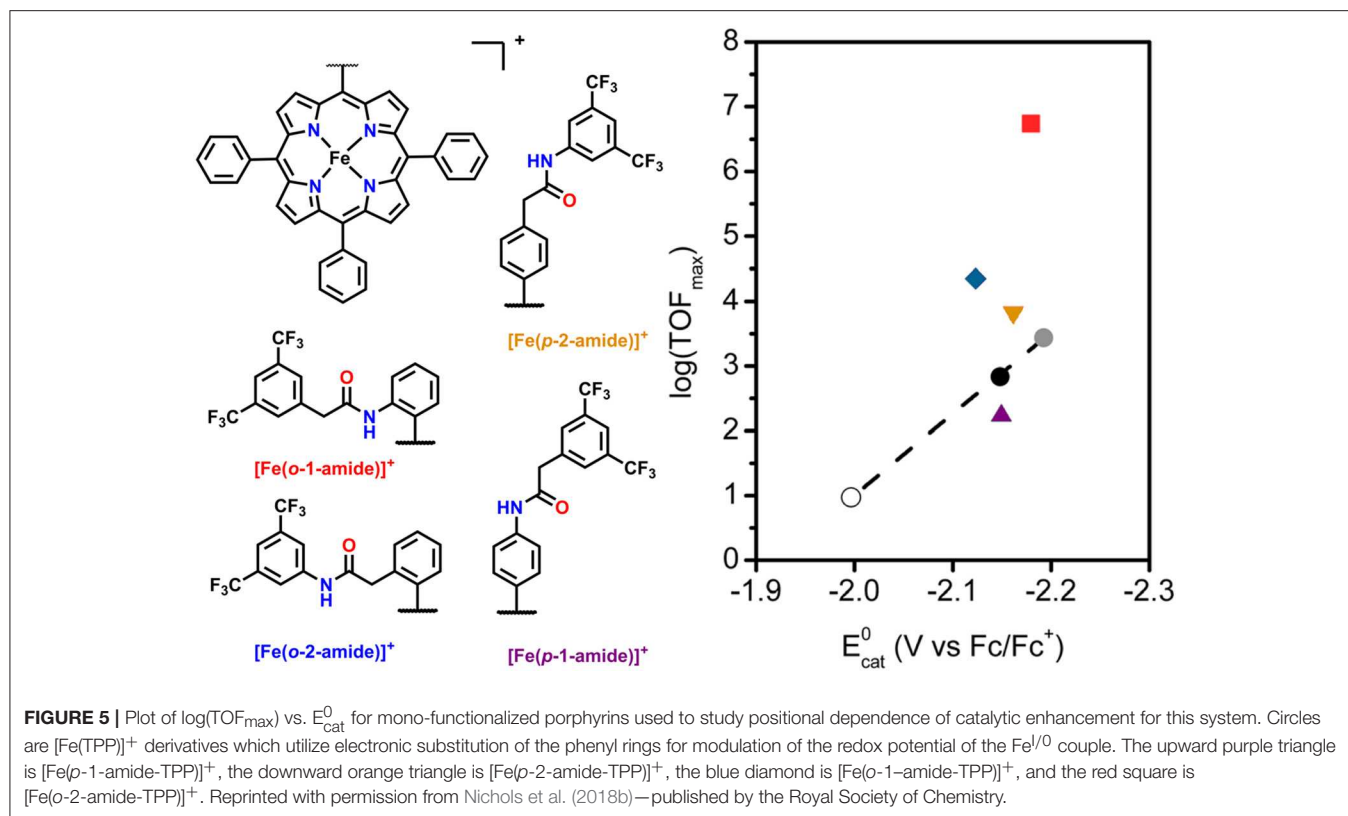 +
N
N
Fe
N
N
CF3
CF3
HN
O
[Fe(p-2-amide)]+
CF3
F3C
O
N
H
[Fe(o-1-amide)]+
CF3
F3C
N
H
O
[Fe(o-2-amide)]+
CF3
CF3
HN
O
[Fe(p-1-amide)]+
8
7
6
5
4
3
2
1
0
log(TOFmax)
-1.9
-2.0
-2.1
-2.2
-2.3
E0cat (V vs Fc/Fc+)
FIGURE 5 | Plot of log(TOFmax) vs. E0cat for mono-functionalized porphyrins used to study positional dependence of catalytic enhancement for this system. Circles
are [Fe(TPP)]+ derivatives which utilize electronic substitution of the phenyl rings for modulation of the redox potential of the FeI/0 couple. The upward purple triangle
is [Fe(p-1-amide-TPP)]+, the downward orange triangle is [Fe(p-2-amide-TPP)]+, the blue diamond is [Fe(o-1–amide-TPP)]+, and the red square is
[Fe(o-2-amide-TPP)]+. Reprinted with permission from Nichols et al. (2018b)—published by the Royal Society of Chemistry.